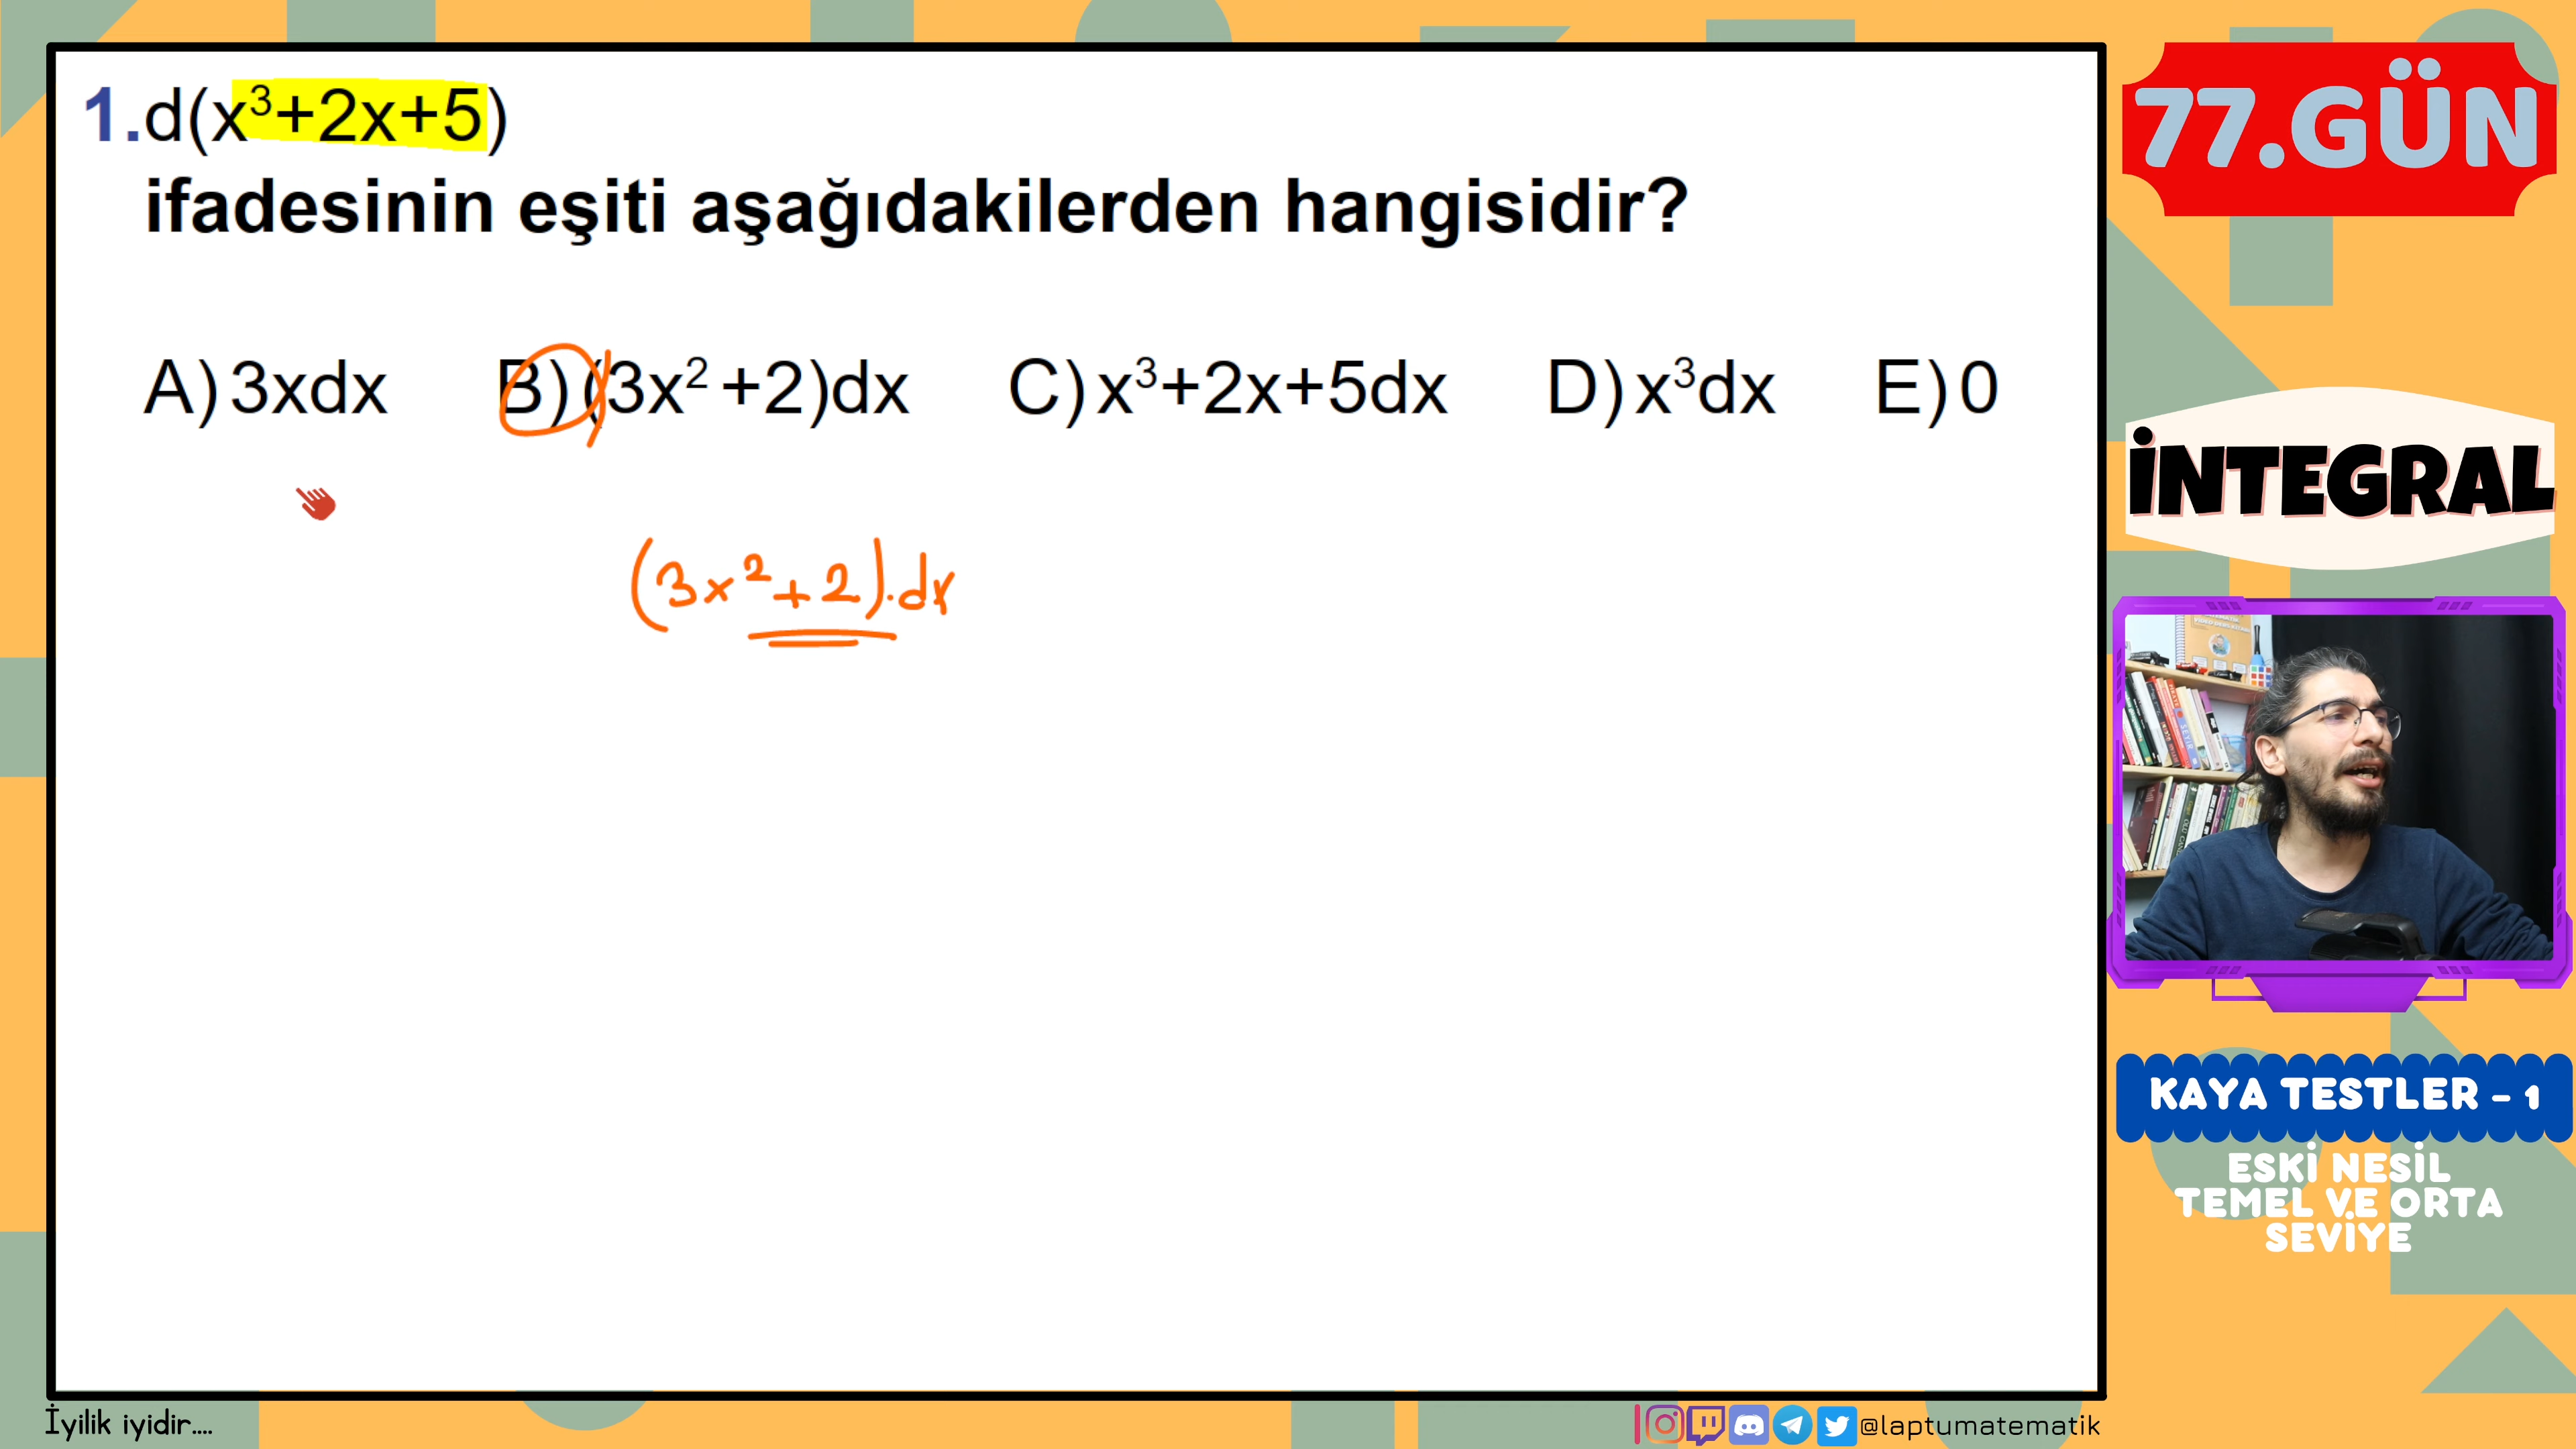 1.d(x³+2x+5)
ifadesinin eşiti aşağıdakilerden hangisidir?
A) 3xdx B) (3x²+2)dx C) x³+2x+5dx D) x³dx E) 0
(3x²+2).dx
77.GÜN
İNTEGRAL
KAYA TESTLER - 1
ESKİ NESİL
TEMEL VE ORTA
SEVİYE
İyilik iyidir....
@laptumatematik